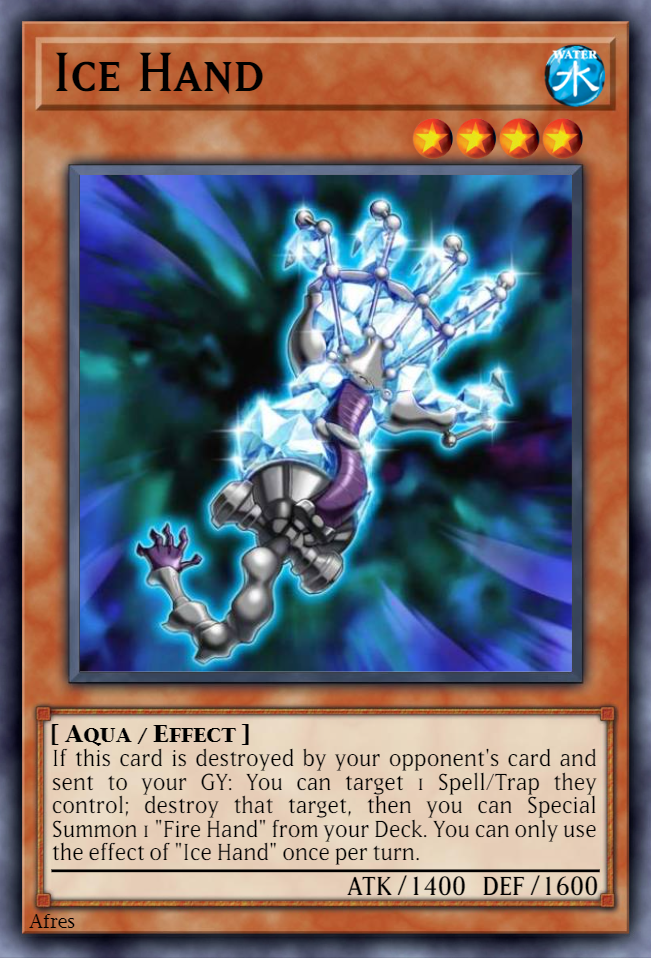 Ice Hand
WATER
水
[ Aqua / Effect ]
If this card is destroyed by your opponent's card and
sent to your GY: You can target 1 Spell/Trap they
control; destroy that target, then you can Special
Summon 1 "Fire Hand" from your Deck. You can only use
the effect of "Ice Hand" once per turn.
ATK/1400 DEF/1600
Afres